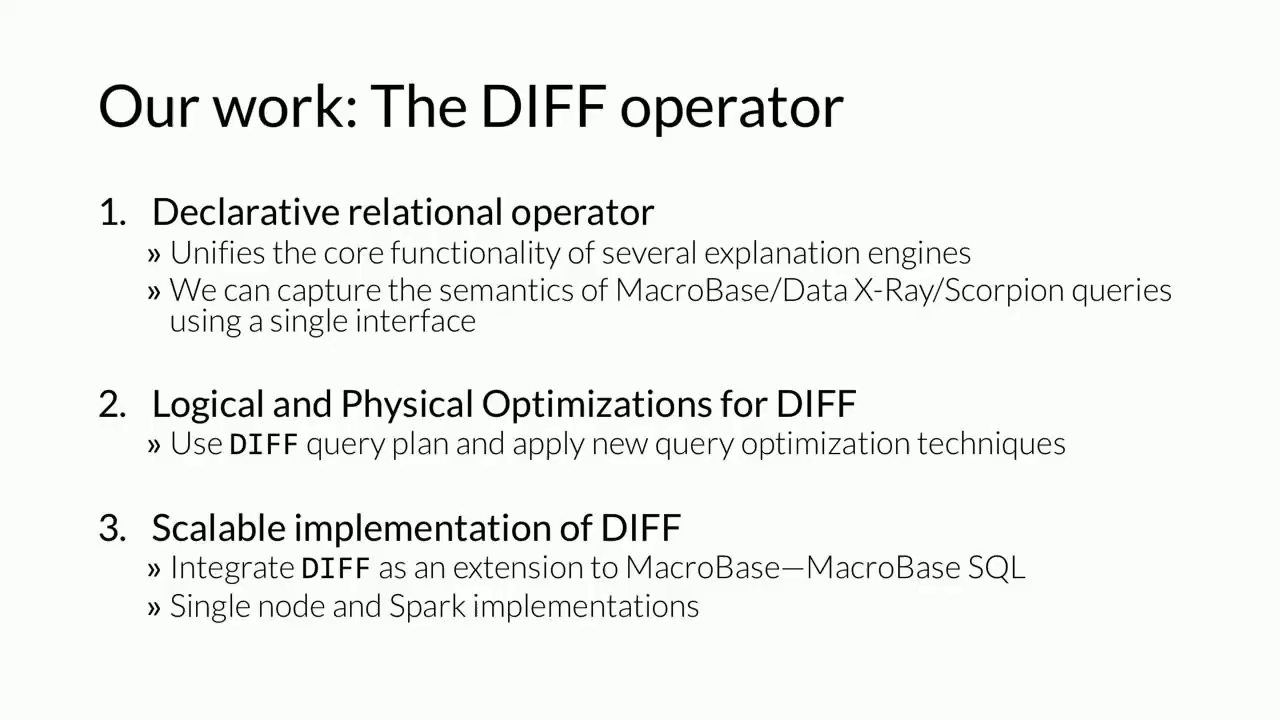 Our work: The DIFF operator
1. Declarative relational operator
» Unifies the core functionality of several explanation engines
» We can capture the semantics of MacroBase/Data X-Ray/Scorpion queries
using a single interface
2. Logical and Physical Optimizations for DIFF
» Use DIFF query plan and apply new query optimization techniques
3. Scalable implementation of DIFF
» Integrate DIFF as an extension to MacroBase—MacroBase SQL
» Single node and Spark implementations